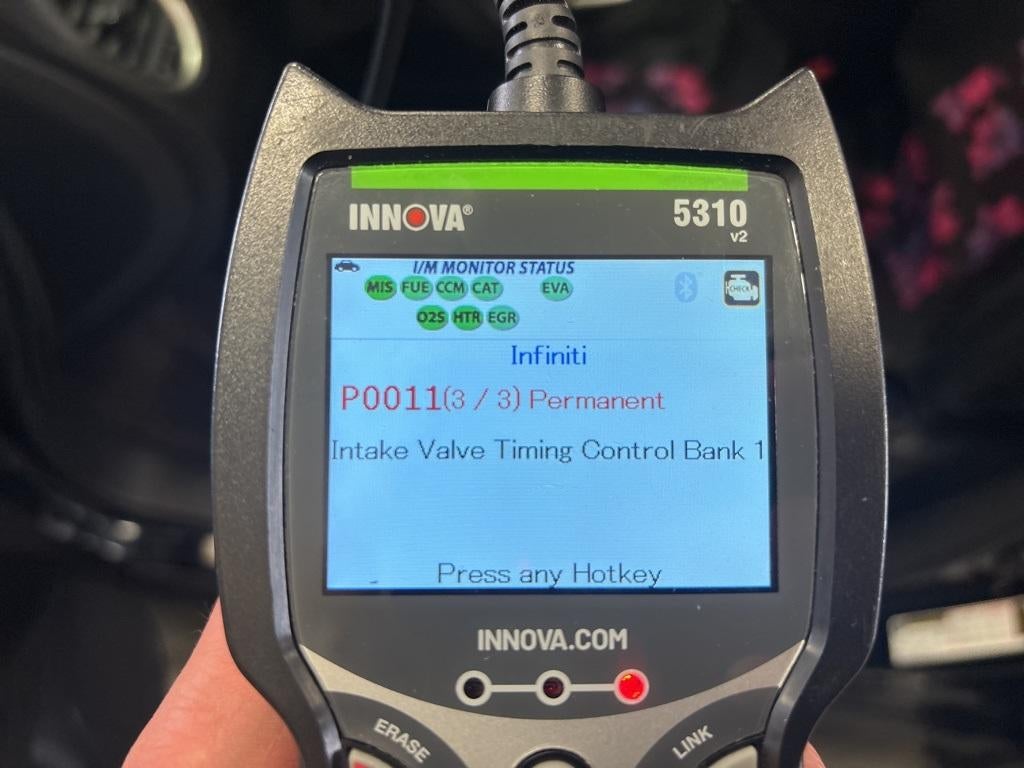 INNOVA®
5310
v2
I/M MONITOR STATUS
MIS FUE CCM CAT EVA
CHECK
O2S HTR EGR
Infiniti
P0011(3 / 3) Permanent
Intake Valve Timing Control Bank 1
Press any Hotkey
INNOVA.COM
ERASE
LINK